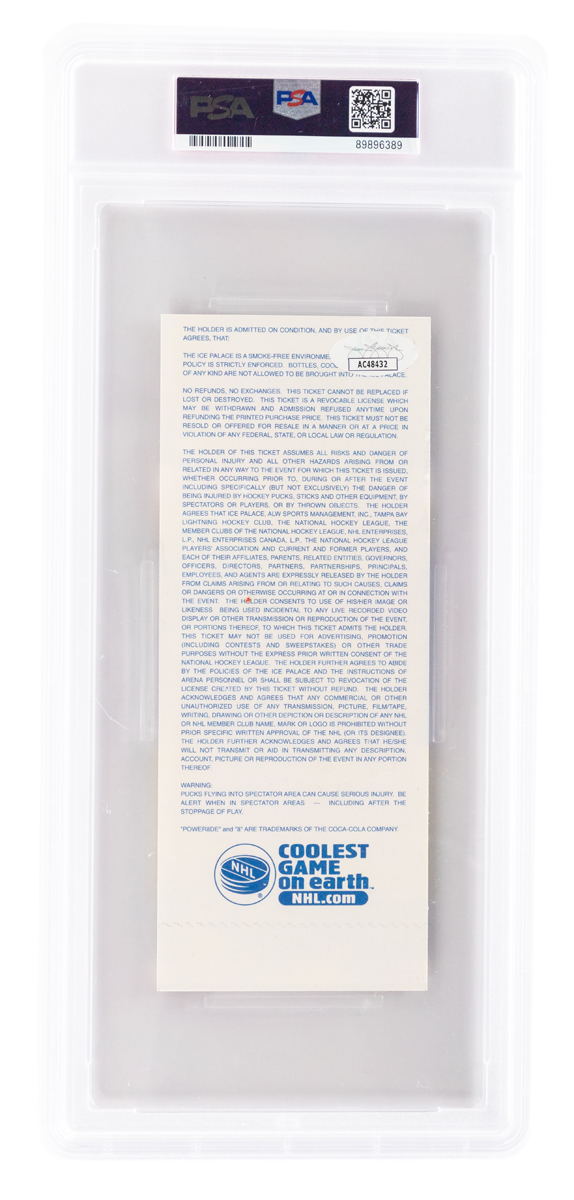 PSA
PSA
89896389
THE HOLDER IS ADMITTED ON CONDITION, AND BY USE OF THIS TICKET
AGREES, THAT:
THE ICE PALACE IS A SMOKE-FREE ENVIRONME
POLICY IS STRICTLY ENFORCED. BOTTLES, COOL
OF ANY KIND ARE NOT ALLOWED TO BE BROUGHT INTO THE ICE PALACE.
AC48432
NO REFUNDS, NO EXCHANGES. THIS TICKET CANNOT BE REPLACED IF
LOST OR DESTROYED. THIS TICKET IS A REVOCABLE LICENSE WHICH
MAY BE WITHDRAWN AND ADMISSION REFUSED ANYTIME UPON
REFUNDING THE PRINTED PURCHASE PRICE. THIS TICKET MUST NOT BE
RESOLD OR OFFERED FOR RESALE IN A MANNER OR AT A PRICE IN
VIOLATION OF ANY FEDERAL, STATE, OR LOCAL LAW OR REGULATION.
THE HOLDER OF THIS TICKET ASSUMES ALL RISKS AND DANGER OF
PERSONAL INJURY AND ALL OTHER HAZARDS ARISING FROM OR
RELATED IN ANY WAY TO THE EVENT FOR WHICH THIS TICKET IS ISSUED,
WHETHER OCCURRING PRIOR TO, DURING OR AFTER THE EVENT
INCLUDING SPECIFICALLY (BUT NOT EXCLUSIVELY) THE DANGER OF
BEING INJURED BY HOCKEY PUCKS, STICKS AND OTHER EQUIPMENT, BY
SPECTATORS OR PLAYERS, OR BY THROWN OBJECTS. THE HOLDER
AGREES THAT ICE PALACE, ALW SPORTS MANAGEMENT, INC., TAMPA BAY
LIGHTNING HOCKEY CLUB, THE NATIONAL HOCKEY LEAGUE, THE
MEMBER CLUBS OF THE NATIONAL HOCKEY LEAGUE, NHL ENTERPRISES,
L.P., NHL ENTERPRISES CANADA, L.P., THE NATIONAL HOCKEY LEAGUE
PLAYERS' ASSOCIATION AND CURRENT AND FORMER PLAYERS, AND
EACH OF THEIR AFFILIATES, PARENTS, RELATED ENTITIES, GOVERNORS,
OFFICERS, DIRECTORS, PARTNERS, PARTNERSHIPS, PRINCIPALS,
EMPLOYEES, AND AGENTS ARE EXPRESSLY RELEASED BY THE HOLDER
FROM CLAIMS ARISING FROM OR RELATING TO SUCH CAUSES, CLAIMS
OR DANGERS OR OTHERWISE OCCURRING AT OR IN CONNECTION WITH
THE EVENT. THE HOLDER CONSENTS TO USE OF HIS/HER IMAGE OR
LIKENESS BEING USED INCIDENTAL TO ANY LIVE RECORDED VIDEO
DISPLAY OR OTHER TRANSMISSION OR REPRODUCTION OF THE EVENT,
OR PORTIONS THEREOF, TO WHICH THIS TICKET ADMITS THE HOLDER.
THIS TICKET MAY NOT BE USED FOR ADVERTISING, PROMOTION
(INCLUDING CONTESTS AND SWEEPSTAKES) OR OTHER TRADE
PURPOSES WITHOUT THE EXPRESS PRIOR WRITTEN CONSENT OF THE
NATIONAL HOCKEY LEAGUE. THE HOLDER FURTHER AGREES TO ABIDE
BY THE POLICIES OF THE ICE PALACE AND THE INSTRUCTIONS OF
ARENA PERSONNEL OR SHALL BE SUBJECT TO REVOCATION OF THE
LICENSE CREATED BY THIS TICKET WITHOUT REFUND. THE HOLDER
ACKNOWLEDGES AND AGREES THAT ANY COMMERCIAL OR OTHER
UNAUTHORIZED USE OF ANY TRANSMISSION, PICTURE, FILM/TAPE,
WRITING, DRAWING OR OTHER DEPICTION OR DESCRIPTION OF ANY NHL
OR NHL MEMBER CLUB NAME, MARK OR LOGO IS PROHIBITED WITHOUT
PRIOR SPECIFIC WRITTEN APPROVAL OF THE NHL (OR ITS DESIGNEE).
THE HOLDER FURTHER ACKNOWLEDGES AND AGREES THAT HE/SHE
WILL NOT TRANSMIT OR AID IN TRANSMITTING ANY DESCRIPTION,
ACCOUNT, PICTURE OR REPRODUCTION OF THE EVENT IN ANY PORTION
THEREOF.
WARNING:
PUCKS FLYING INTO SPECTATOR AREA CAN CAUSE SERIOUS INJURY. BE
ALERT WHEN IN SPECTATOR AREAS — INCLUDING AFTER THE
STOPPAGE OF PLAY.
"POWERāDE" and "ā" ARE TRADEMARKS OF THE COCA-COLA COMPANY.
NHL ®
COOLEST
GAME
on earth™
NHL.com